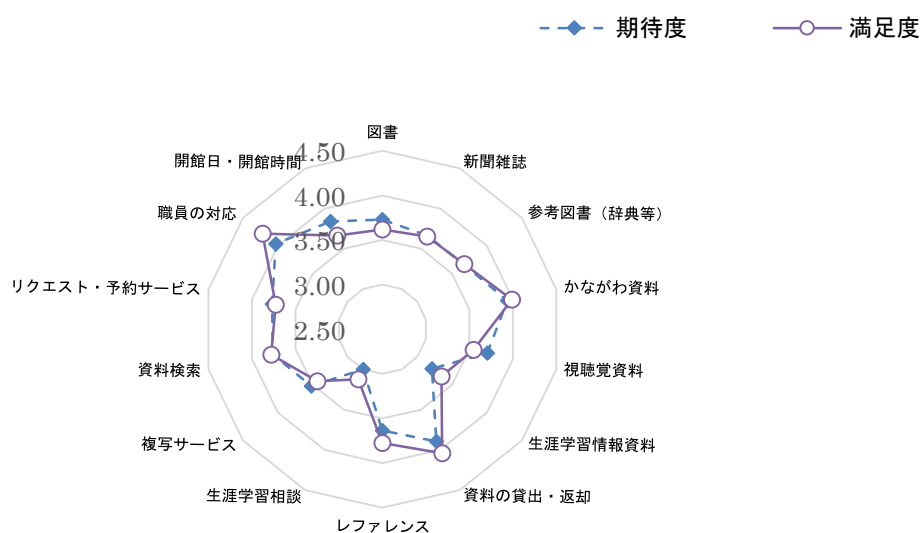 期待度
満足度
図書
新聞雑誌
参考図書（辞典等）
かながわ資料
視聴覚資料
生涯学習情報資料
資料の貸出・返却
レファレンス
生涯学習相談
複写サービス
資料検索
リクエスト・予約サービス
職員の対応
開館日・開館時間
4.50
4.00
3.50
3.00
2.50